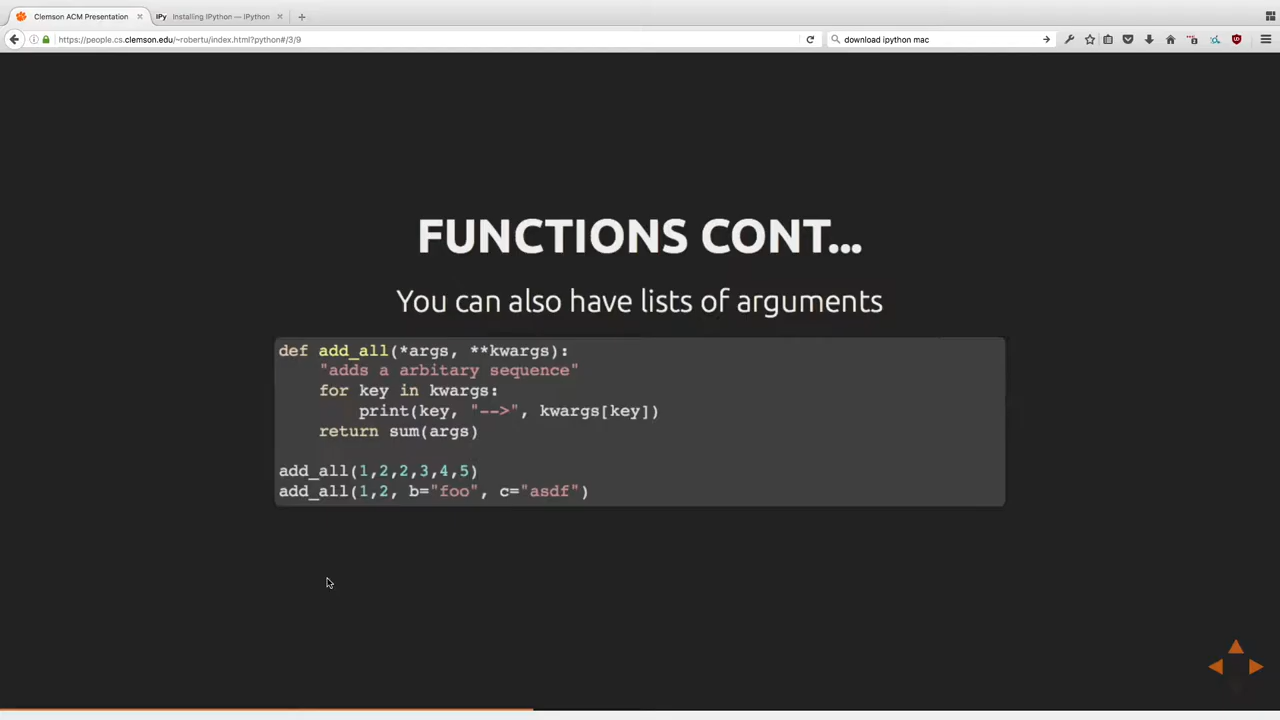 Clemson ACM Presentation
IPy Installing IPython — IPython
https://people.cs.clemson.edu/~robertu/index.html?python#/3/9
download ipython mac
FUNCTIONS CONT...
You can also have lists of arguments
def add_all(*args, **kwargs):
"adds a arbitary sequence"
for key in kwargs:
print(key, "-->", kwargs[key])
return sum(args)
add_all(1,2,2,3,4,5)
add_all(1,2, b="foo", c="asdf")